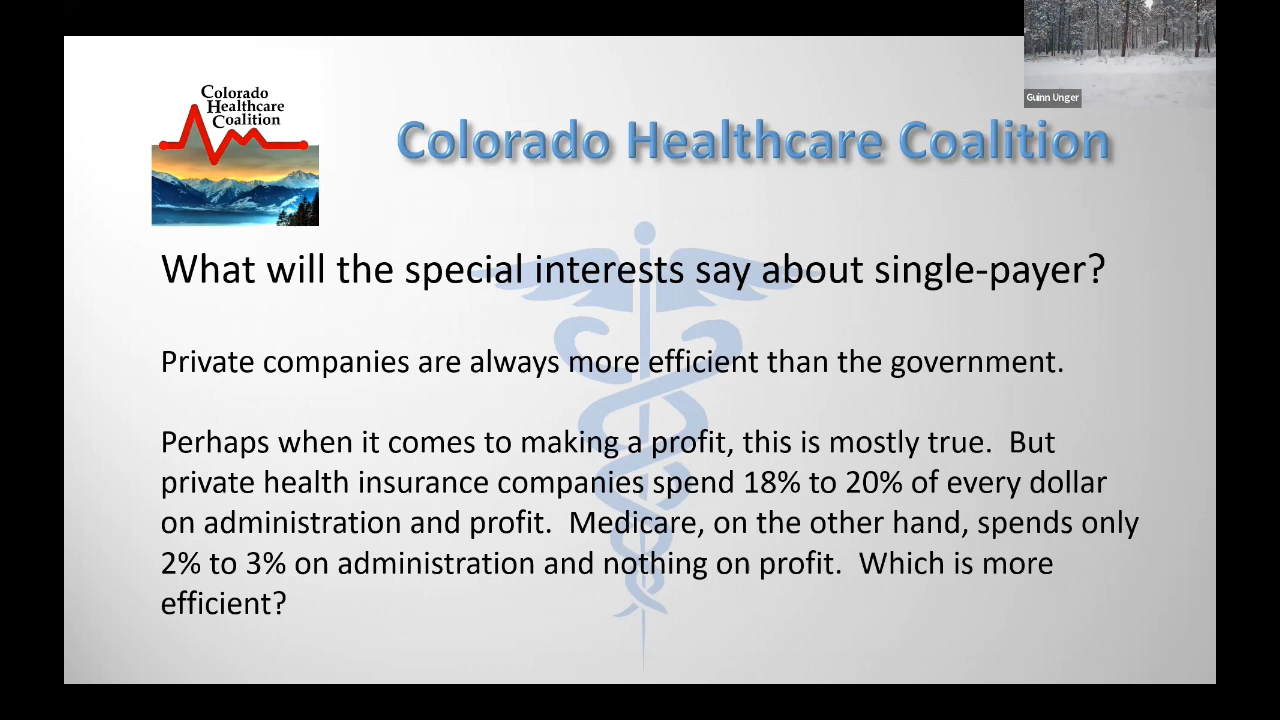 Guinn Unger
Colorado
Healthcare
Coalition
Colorado Healthcare Coalition
What will the special interests say about single-payer?
Private companies are always more efficient than the government.
Perhaps when it comes to making a profit, this is mostly true.  But
private health insurance companies spend 18% to 20% of every dollar
on administration and profit.  Medicare, on the other hand, spends only
2% to 3% on administration and nothing on profit.  Which is more
efficient?